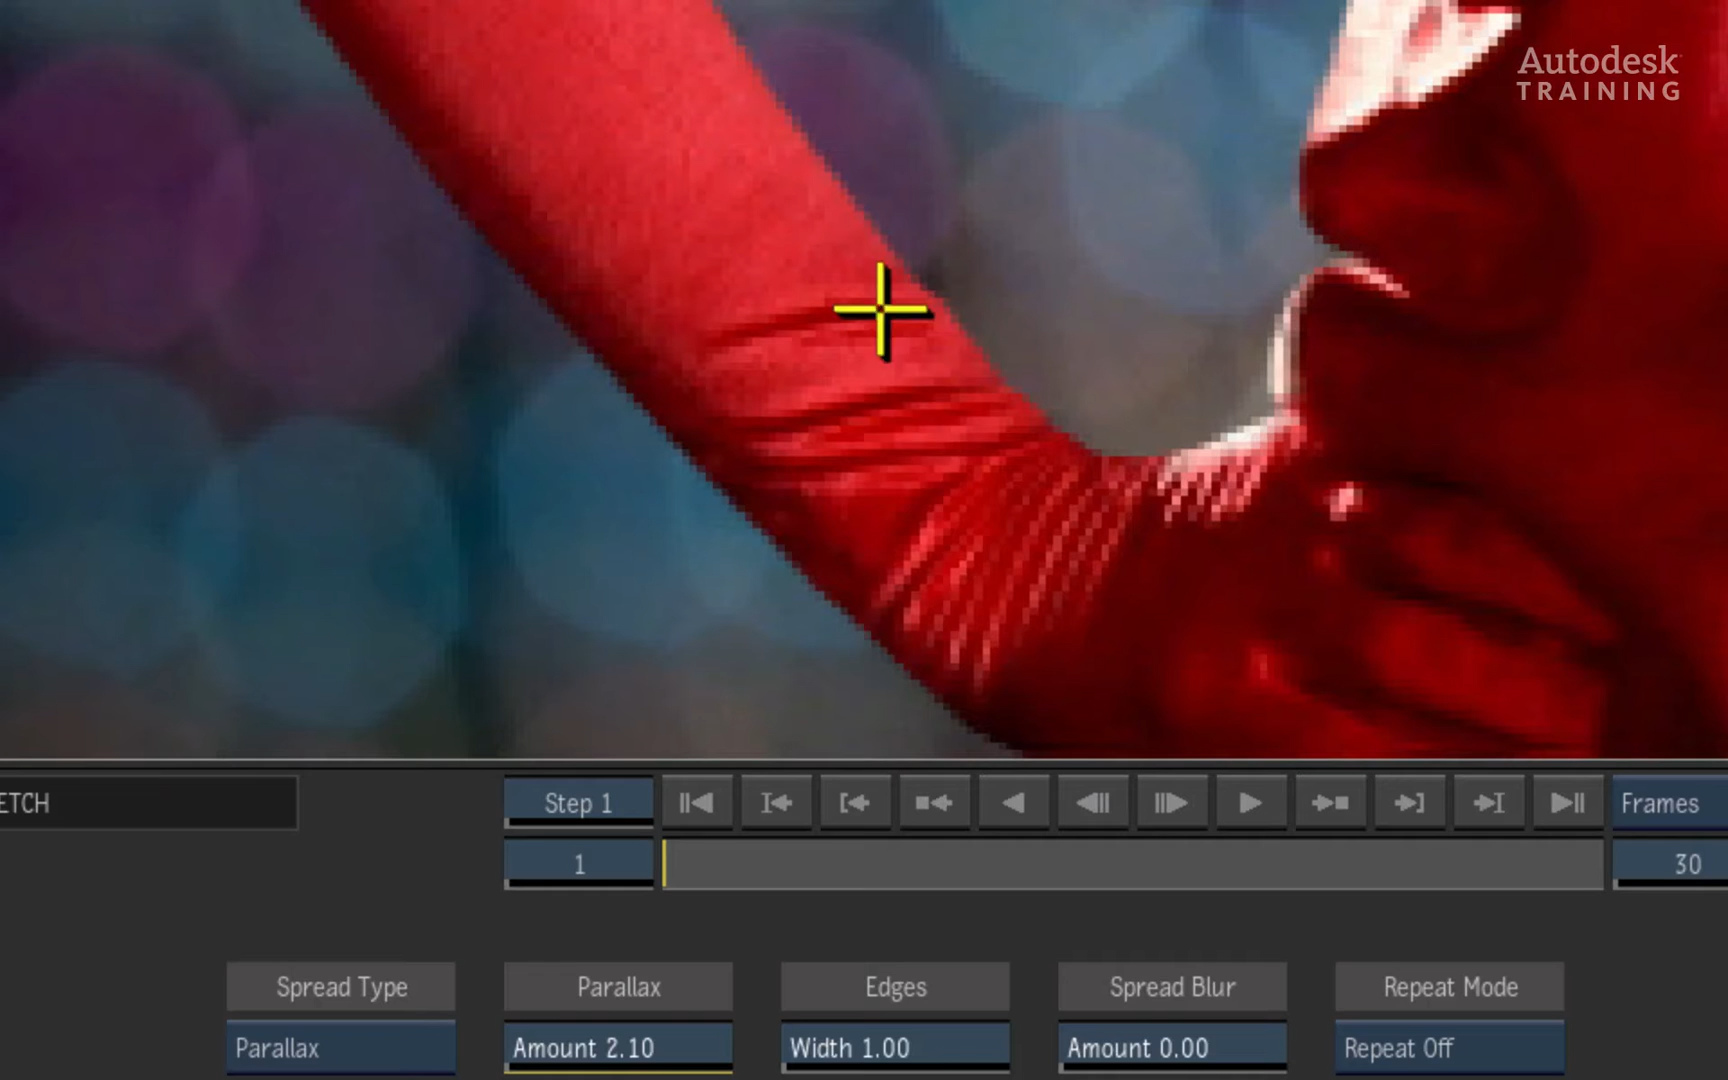 Autodesk
TRAINING
ETCH
Step 1
Frames
1
30
Spread Type
Parallax
Edges
Spread Blur
Repeat Mode
Parallax
Amount 2.10
Width 1.00
Amount 0.00
Repeat Off